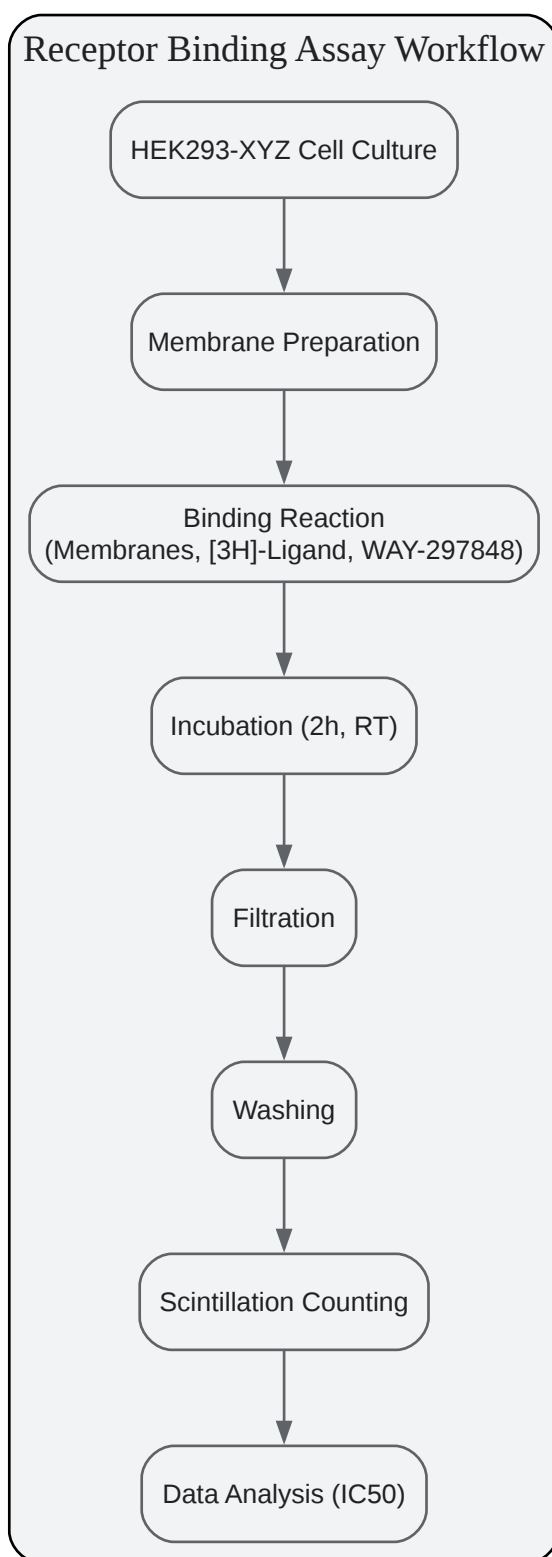 Receptor Binding Assay Workflow
HEK293-XYZ Cell Culture
Membrane Preparation
Binding Reaction
(Membranes, [3H]-Ligand, WAY-297848)
Incubation (2h, RT)
Filtration
Washing
Scintillation Counting
Data Analysis (IC50)